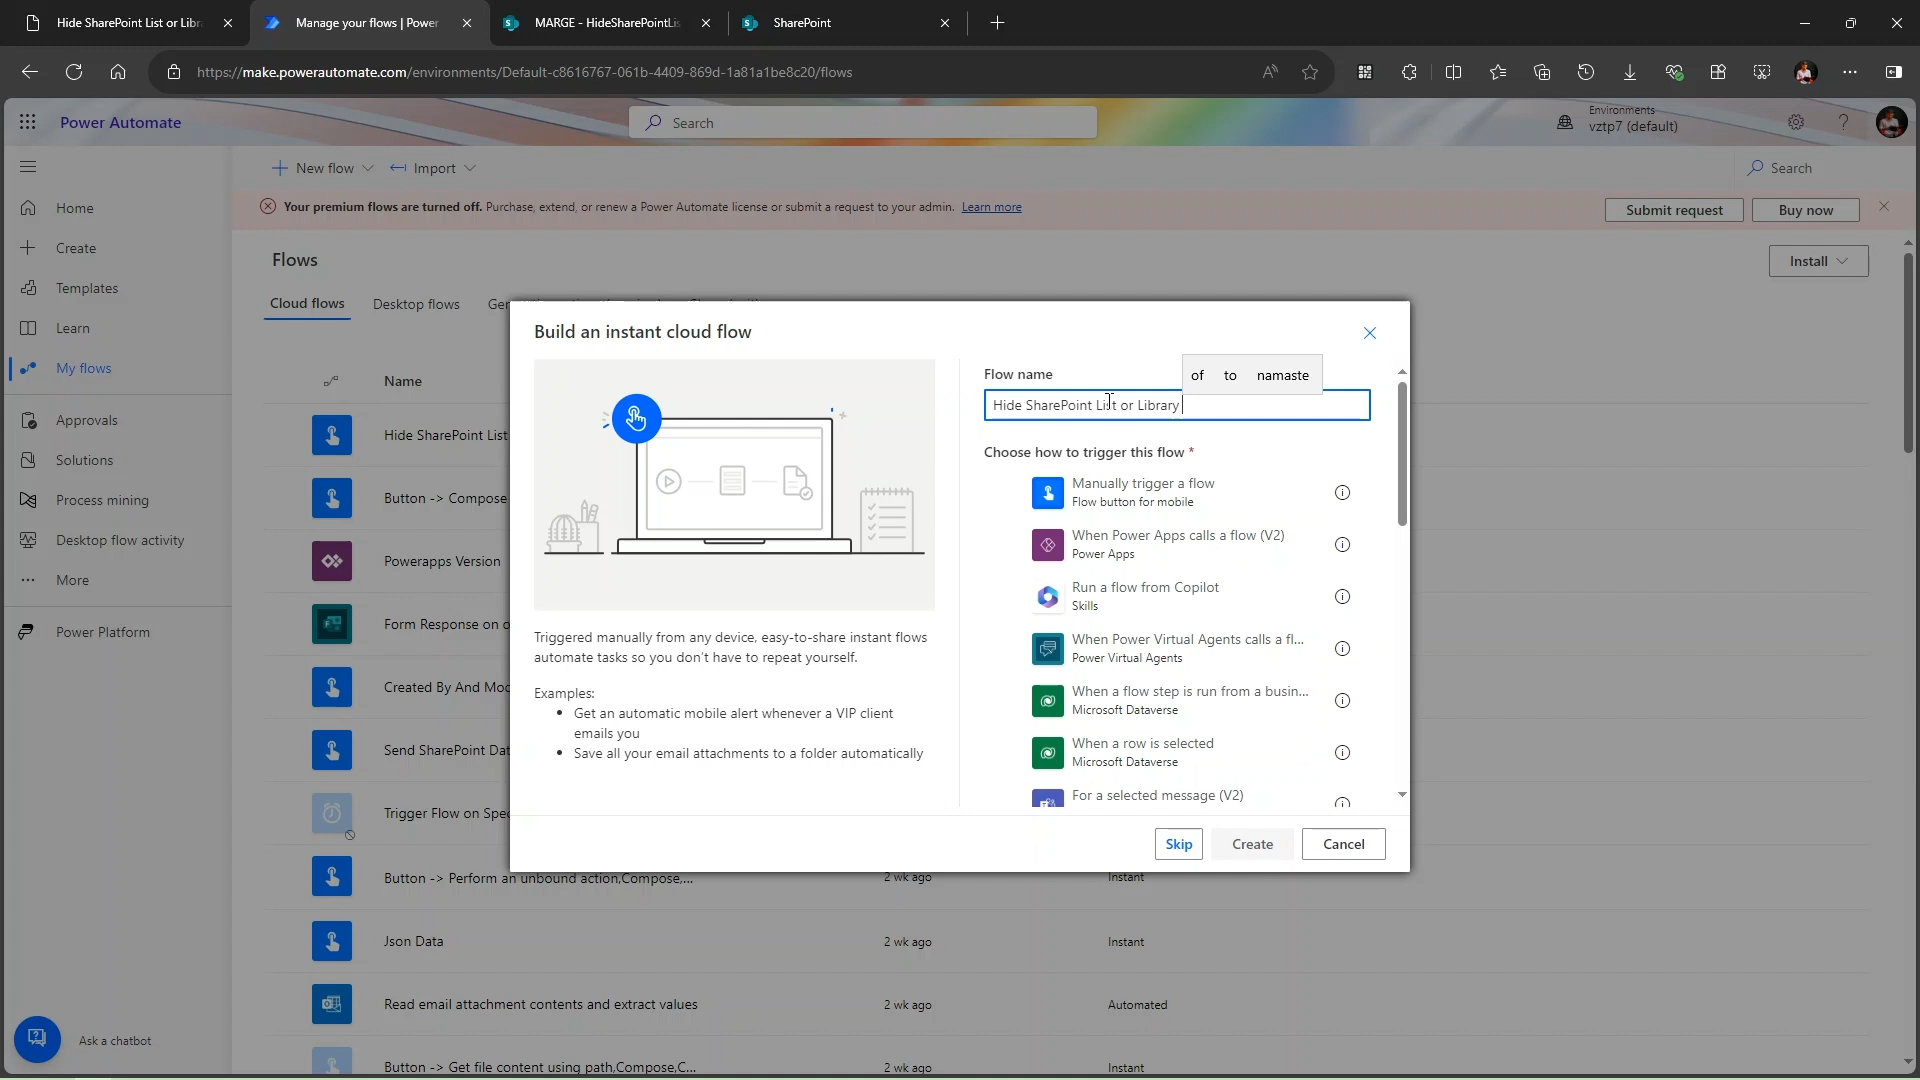 Hide SharePoint List or Libr
Manage your flows | Power
MARGE - HideSharePointLis
SharePoint
https://make.powerautomate.com/environments/Default-c8616767-061b-4409-869d-1a81a1be8c20/flows
Power Automate
Search
Environments
vztp7 (default)
New flow
Import
Search
Home
Create
Templates
Learn
My flows
Approvals
Solutions
Process mining
Desktop flow activity
More
Power Platform
Ask a chatbot
Your premium flows are turned off. Purchase, extend, or renew a Power Automate license or submit a request to your admin. Learn more
Submit request
Buy now
Flows
Install
Cloud flows
Desktop flows
Name
Hide SharePoint List
Button -> Compose
Powerapps Version
Form Response on o
Created By And Mod
Send SharePoint Dat
Trigger Flow on Spec
Button -> Perform an unbound action,Compose,... 2 wk ago Instant
Json Data 2 wk ago Instant
Read email attachment contents and extract values 2 wk ago Automated
Button -> Get file content using path,Compose,C... 2 wk ago Instant
Build an instant cloud flow
Triggered manually from any device, easy-to-share instant flows
automate tasks so you don't have to repeat yourself.
Examples:
• Get an automatic mobile alert whenever a VIP client
emails you
• Save all your email attachments to a folder automatically
Flow name
of to namaste
Hide SharePoint List or Library
Choose how to trigger this flow *
Manually trigger a flow
Flow button for mobile
When Power Apps calls a flow (V2)
Power Apps
Run a flow from Copilot
Skills
When Power Virtual Agents calls a fl...
Power Virtual Agents
When a flow step is run from a busin...
Microsoft Dataverse
When a row is selected
Microsoft Dataverse
For a selected message (V2)
Skip
Create
Cancel